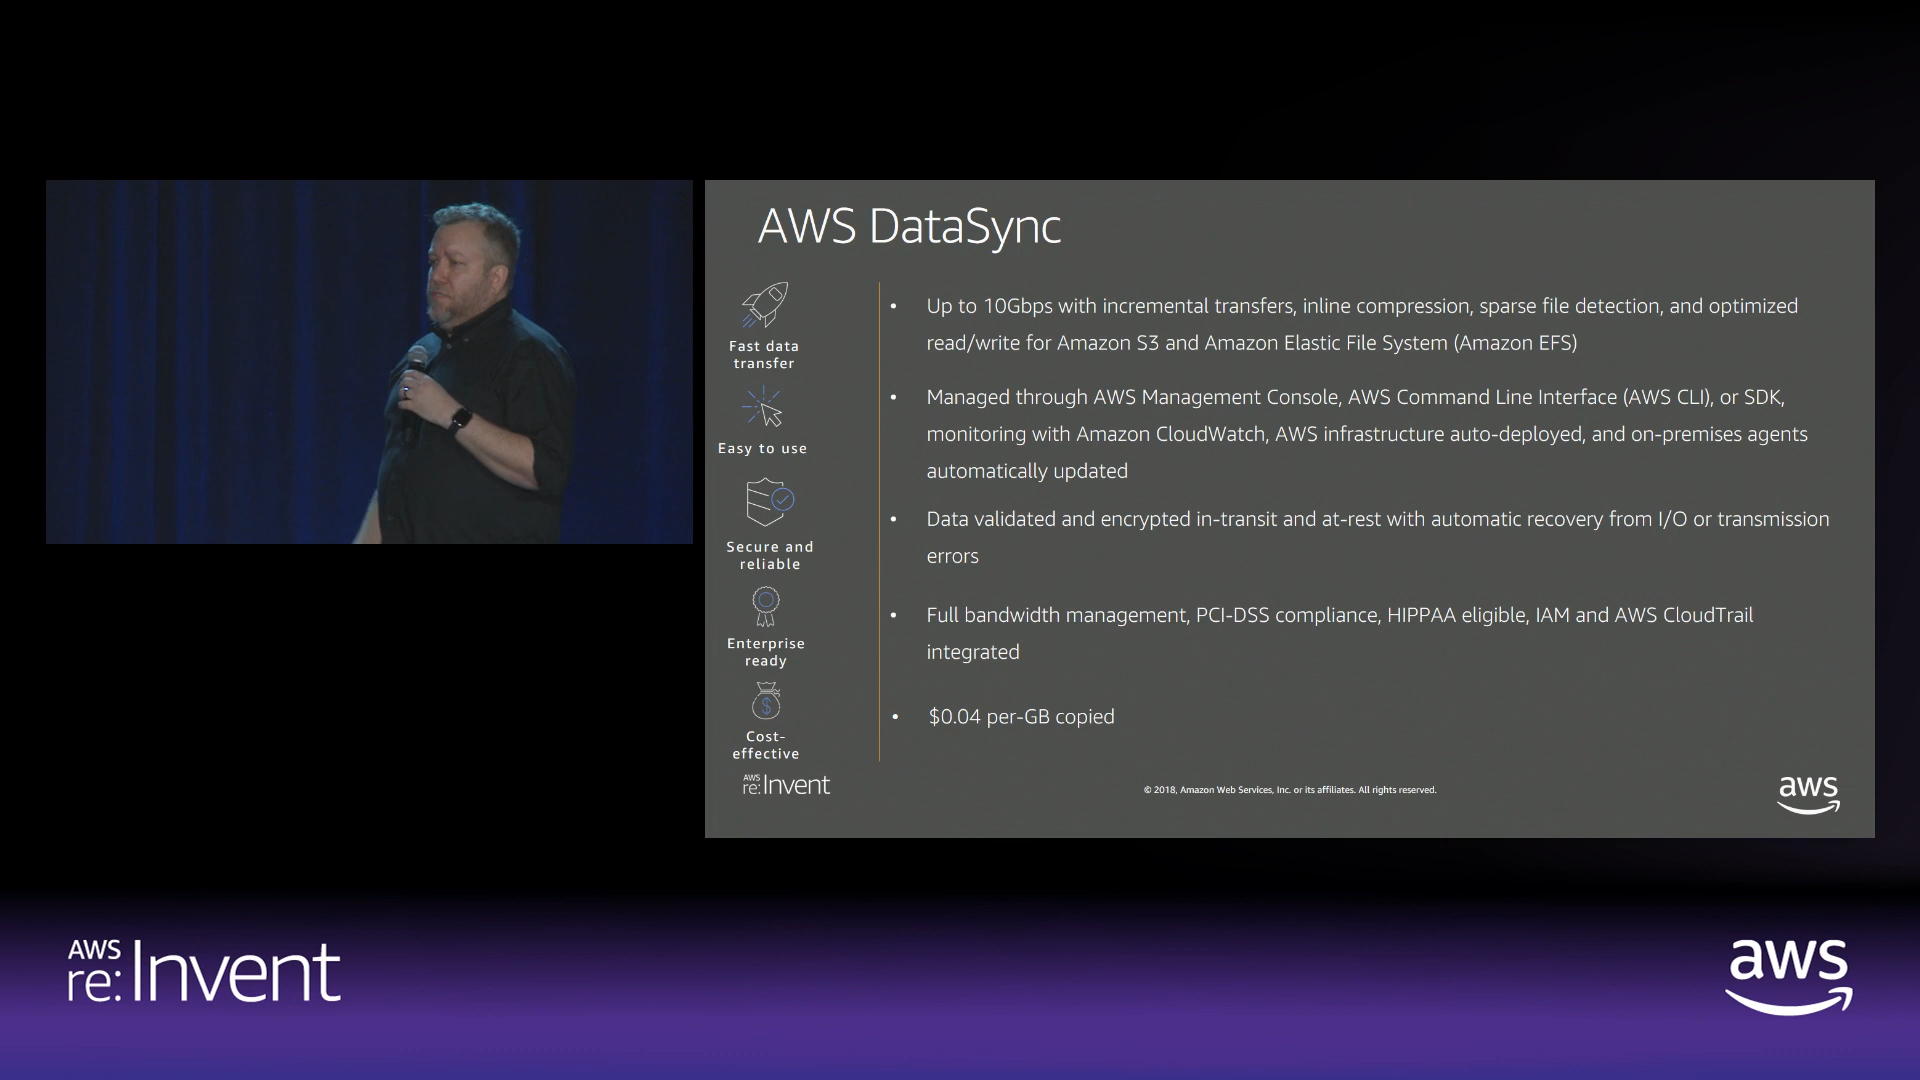 AWS DataSync
Fast data
transfer
• Up to 10Gbps with incremental transfers, inline compression, sparse file detection, and optimized
read/write for Amazon S3 and Amazon Elastic File System (Amazon EFS)
Easy to use
• Managed through AWS Management Console, AWS Command Line Interface (AWS CLI), or SDK,
monitoring with Amazon CloudWatch, AWS infrastructure auto-deployed, and on-premises agents
automatically updated
Secure and
reliable
• Data validated and encrypted in-transit and at-rest with automatic recovery from I/O or transmission
errors
Enterprise
ready
• Full bandwidth management, PCI-DSS compliance, HIPPAA eligible, IAM and AWS CloudTrail
integrated
$
Cost-
effective
• $0.04 per-GB copied
AWS
re:Invent
© 2018, Amazon Web Services, Inc. or its affiliates. All rights reserved.
aws
AWS
re:Invent
aws